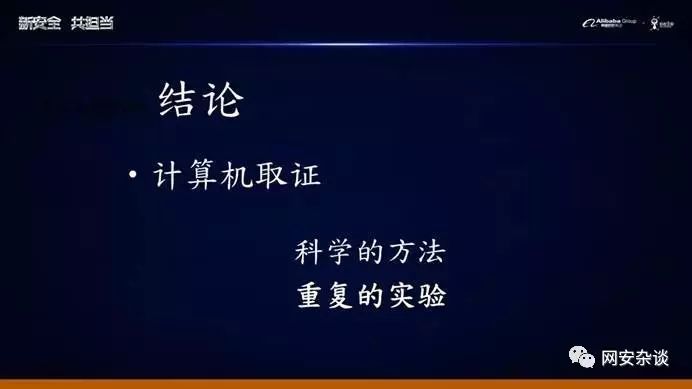 新安全 共担当
Alibaba Group
结论
• 计算机取证
科学的方法
重复的实验
网安杂谈